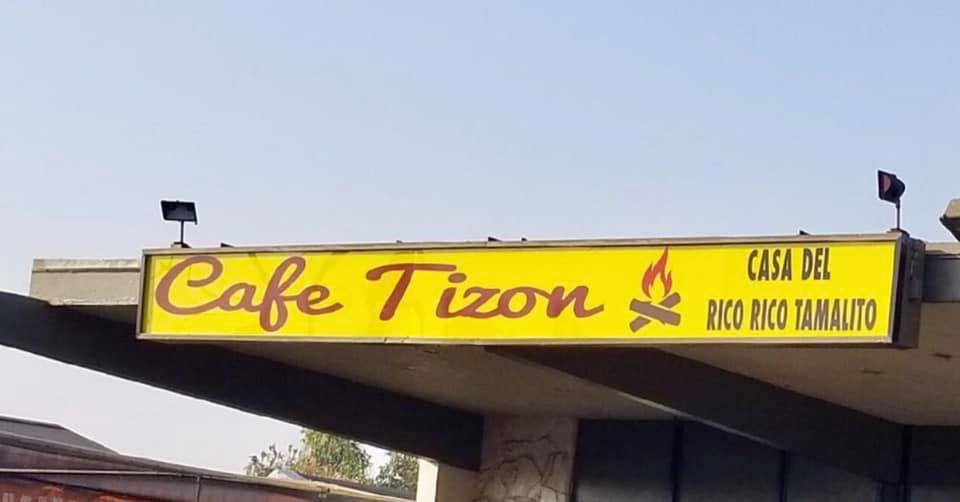 Cafe Tizon
CASA DEL
RICO RICO TAMALITO